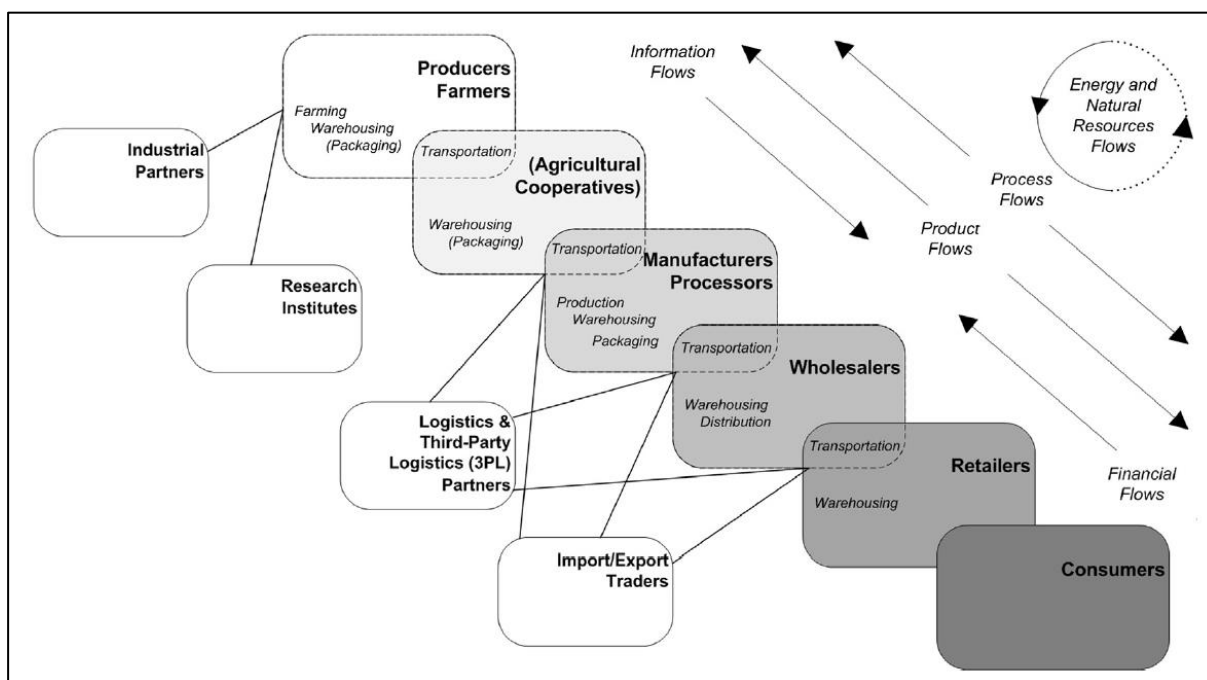 Producers
Farmers
Farming
Warehousing
(Packaging)
Industrial
Partners
Transportation
(Agricultural
Cooperatives)
Warehousing
(Packaging)
Research
Institutes
Transportation
Manufacturers
Processors
Production
Warehousing
Packaging
Transportation
Wholesalers
Warehousing
Distribution
Logistics &
Third-Party
Logistics (3PL)
Partners
Transportation
Retailers
Warehousing
Import/Export
Traders
Consumers
Information
Flows
Energy and
Natural
Resources
Flows
Process
Flows
Product
Flows
Financial
Flows